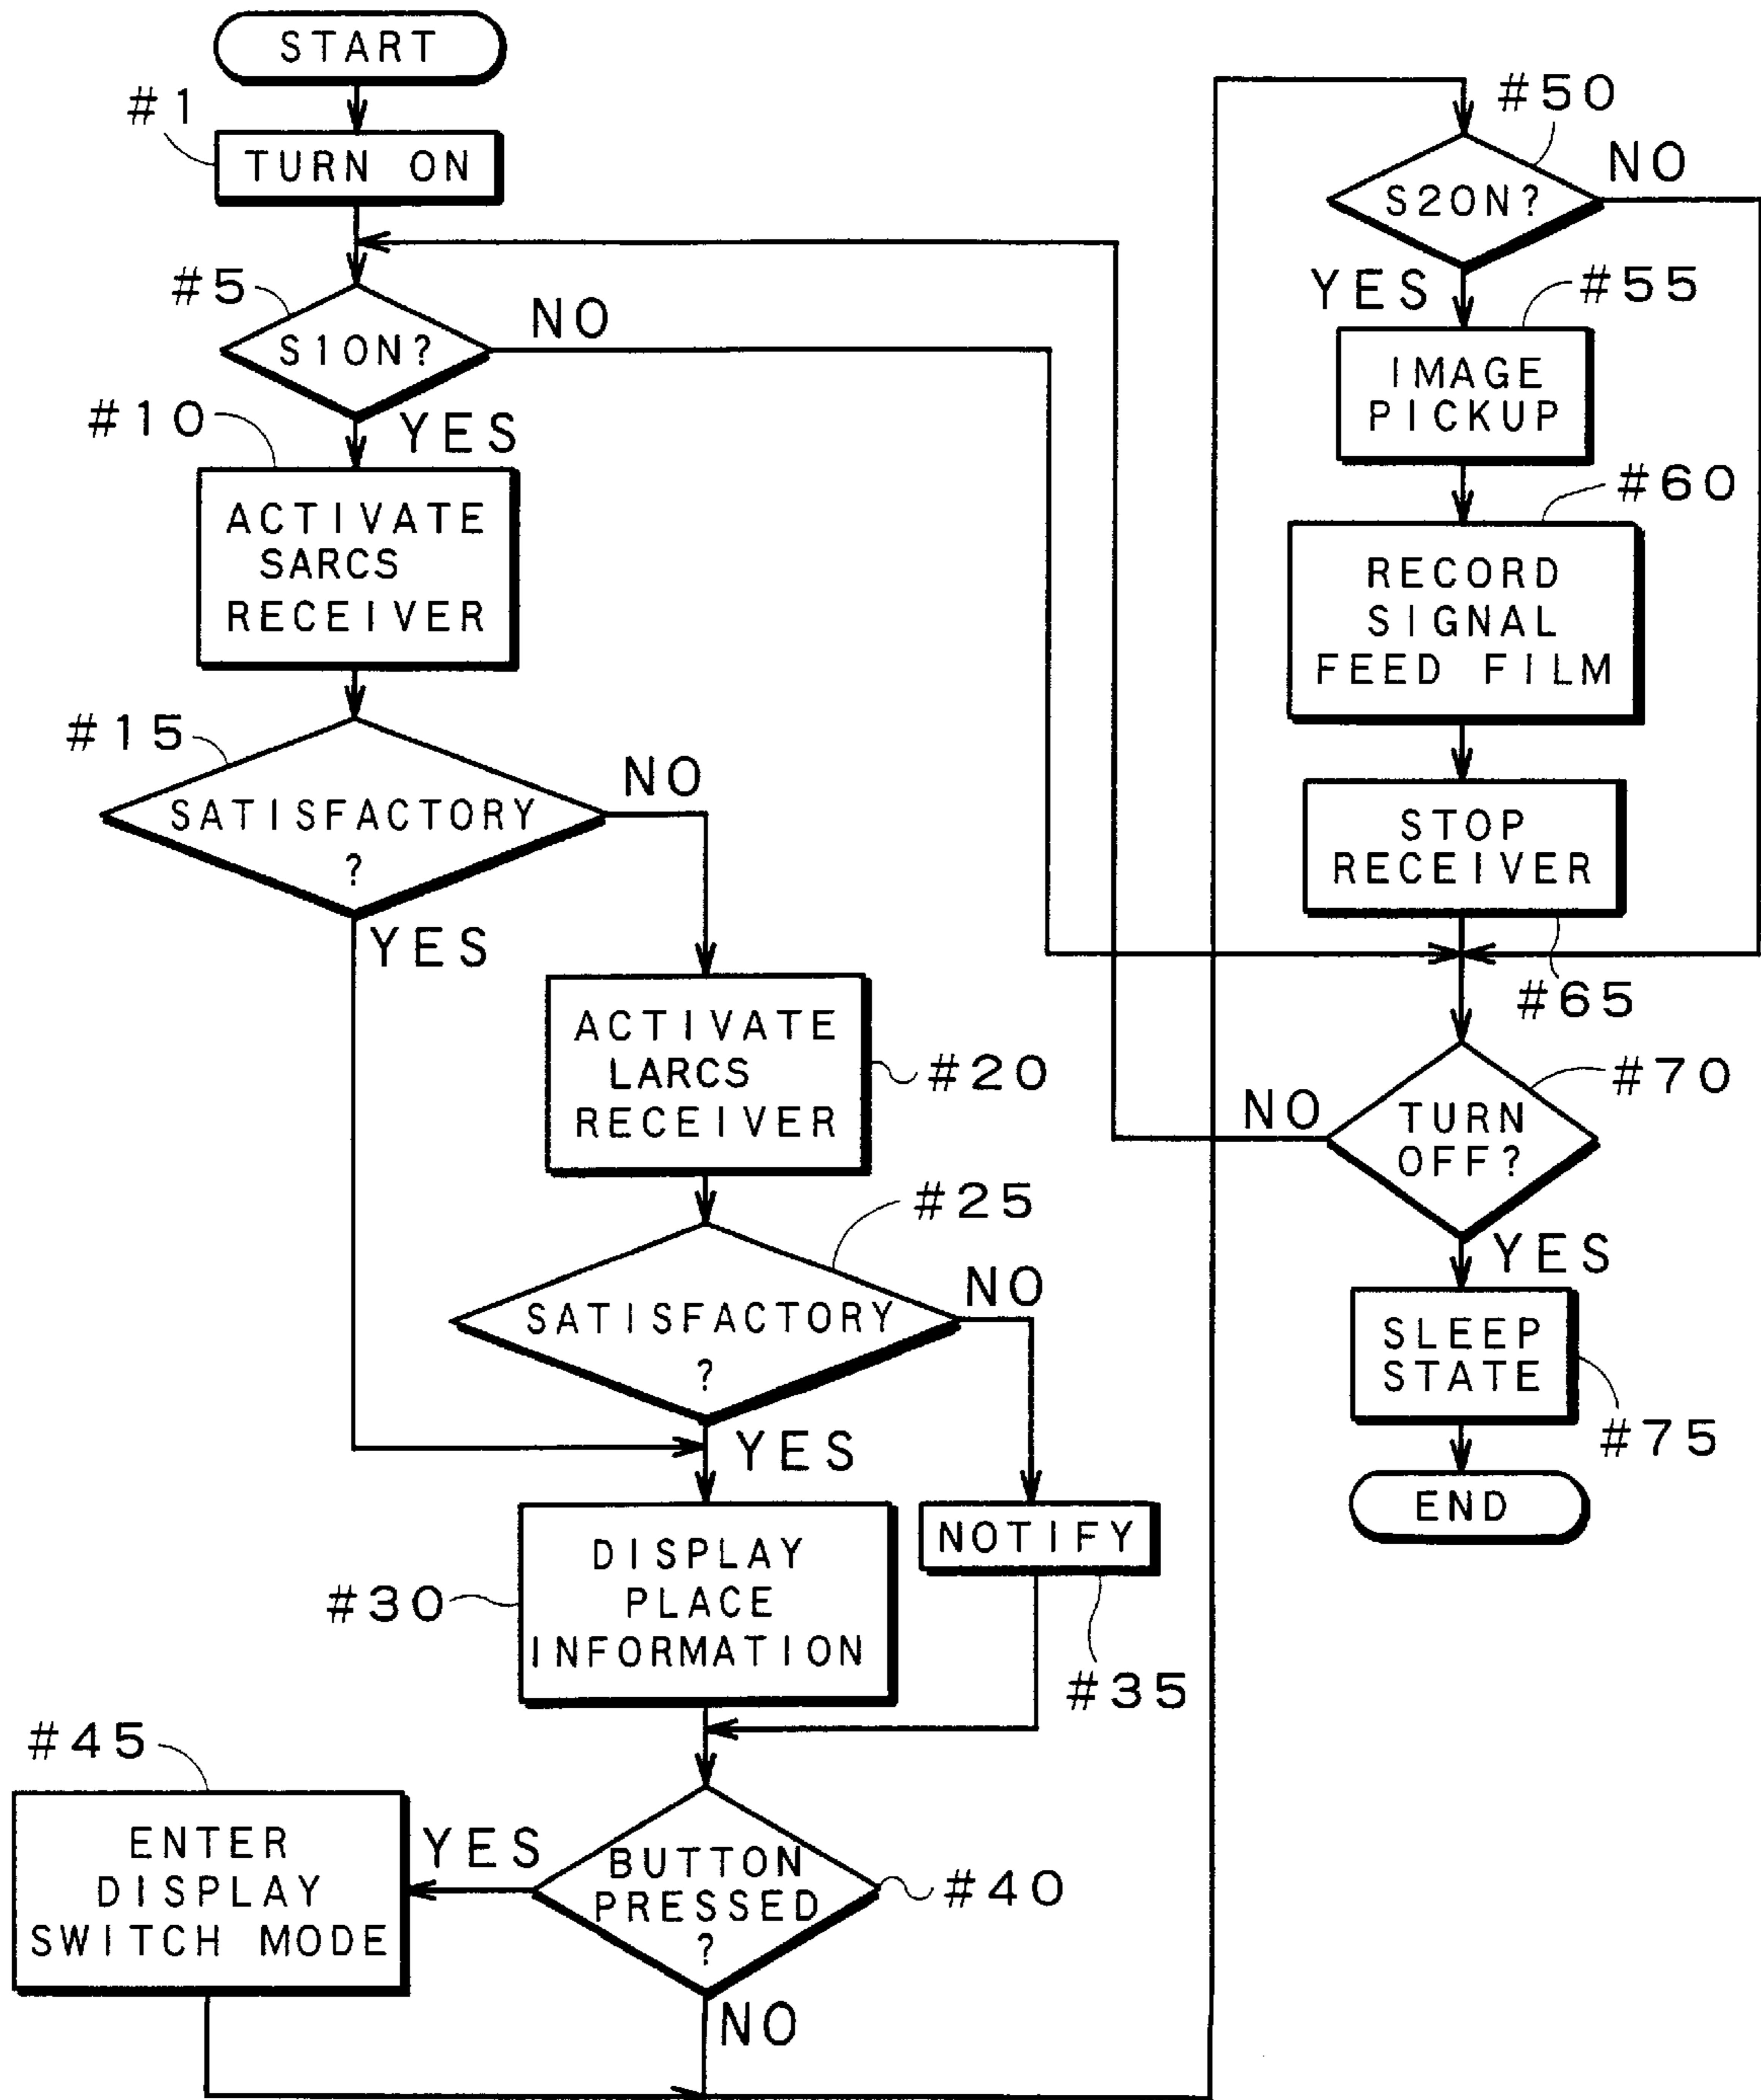 START
#1
TURN ON
#5
S1ON?
NO
YES
#10
ACTIVATE
SARCS
RECEIVER
#15
SATISFACTORY
?
NO
YES
ACTIVATE
LARCS
RECEIVER
#20
#25
SATISFACTORY
?
NO
YES
DISPLAY
PLACE
INFORMATION
#30
NOTIFY
#35
BUTTON
PRESSED
?
#40
YES
NO
#45
ENTER
DISPLAY
SWITCH MODE
#50
S2ON?
NO
YES
#55
IMAGE
PICKUP
#60
RECORD
SIGNAL
FEED FILM
STOP
RECEIVER
#65
#70
TURN
OFF?
NO
YES
SLEEP
STATE
#75
END